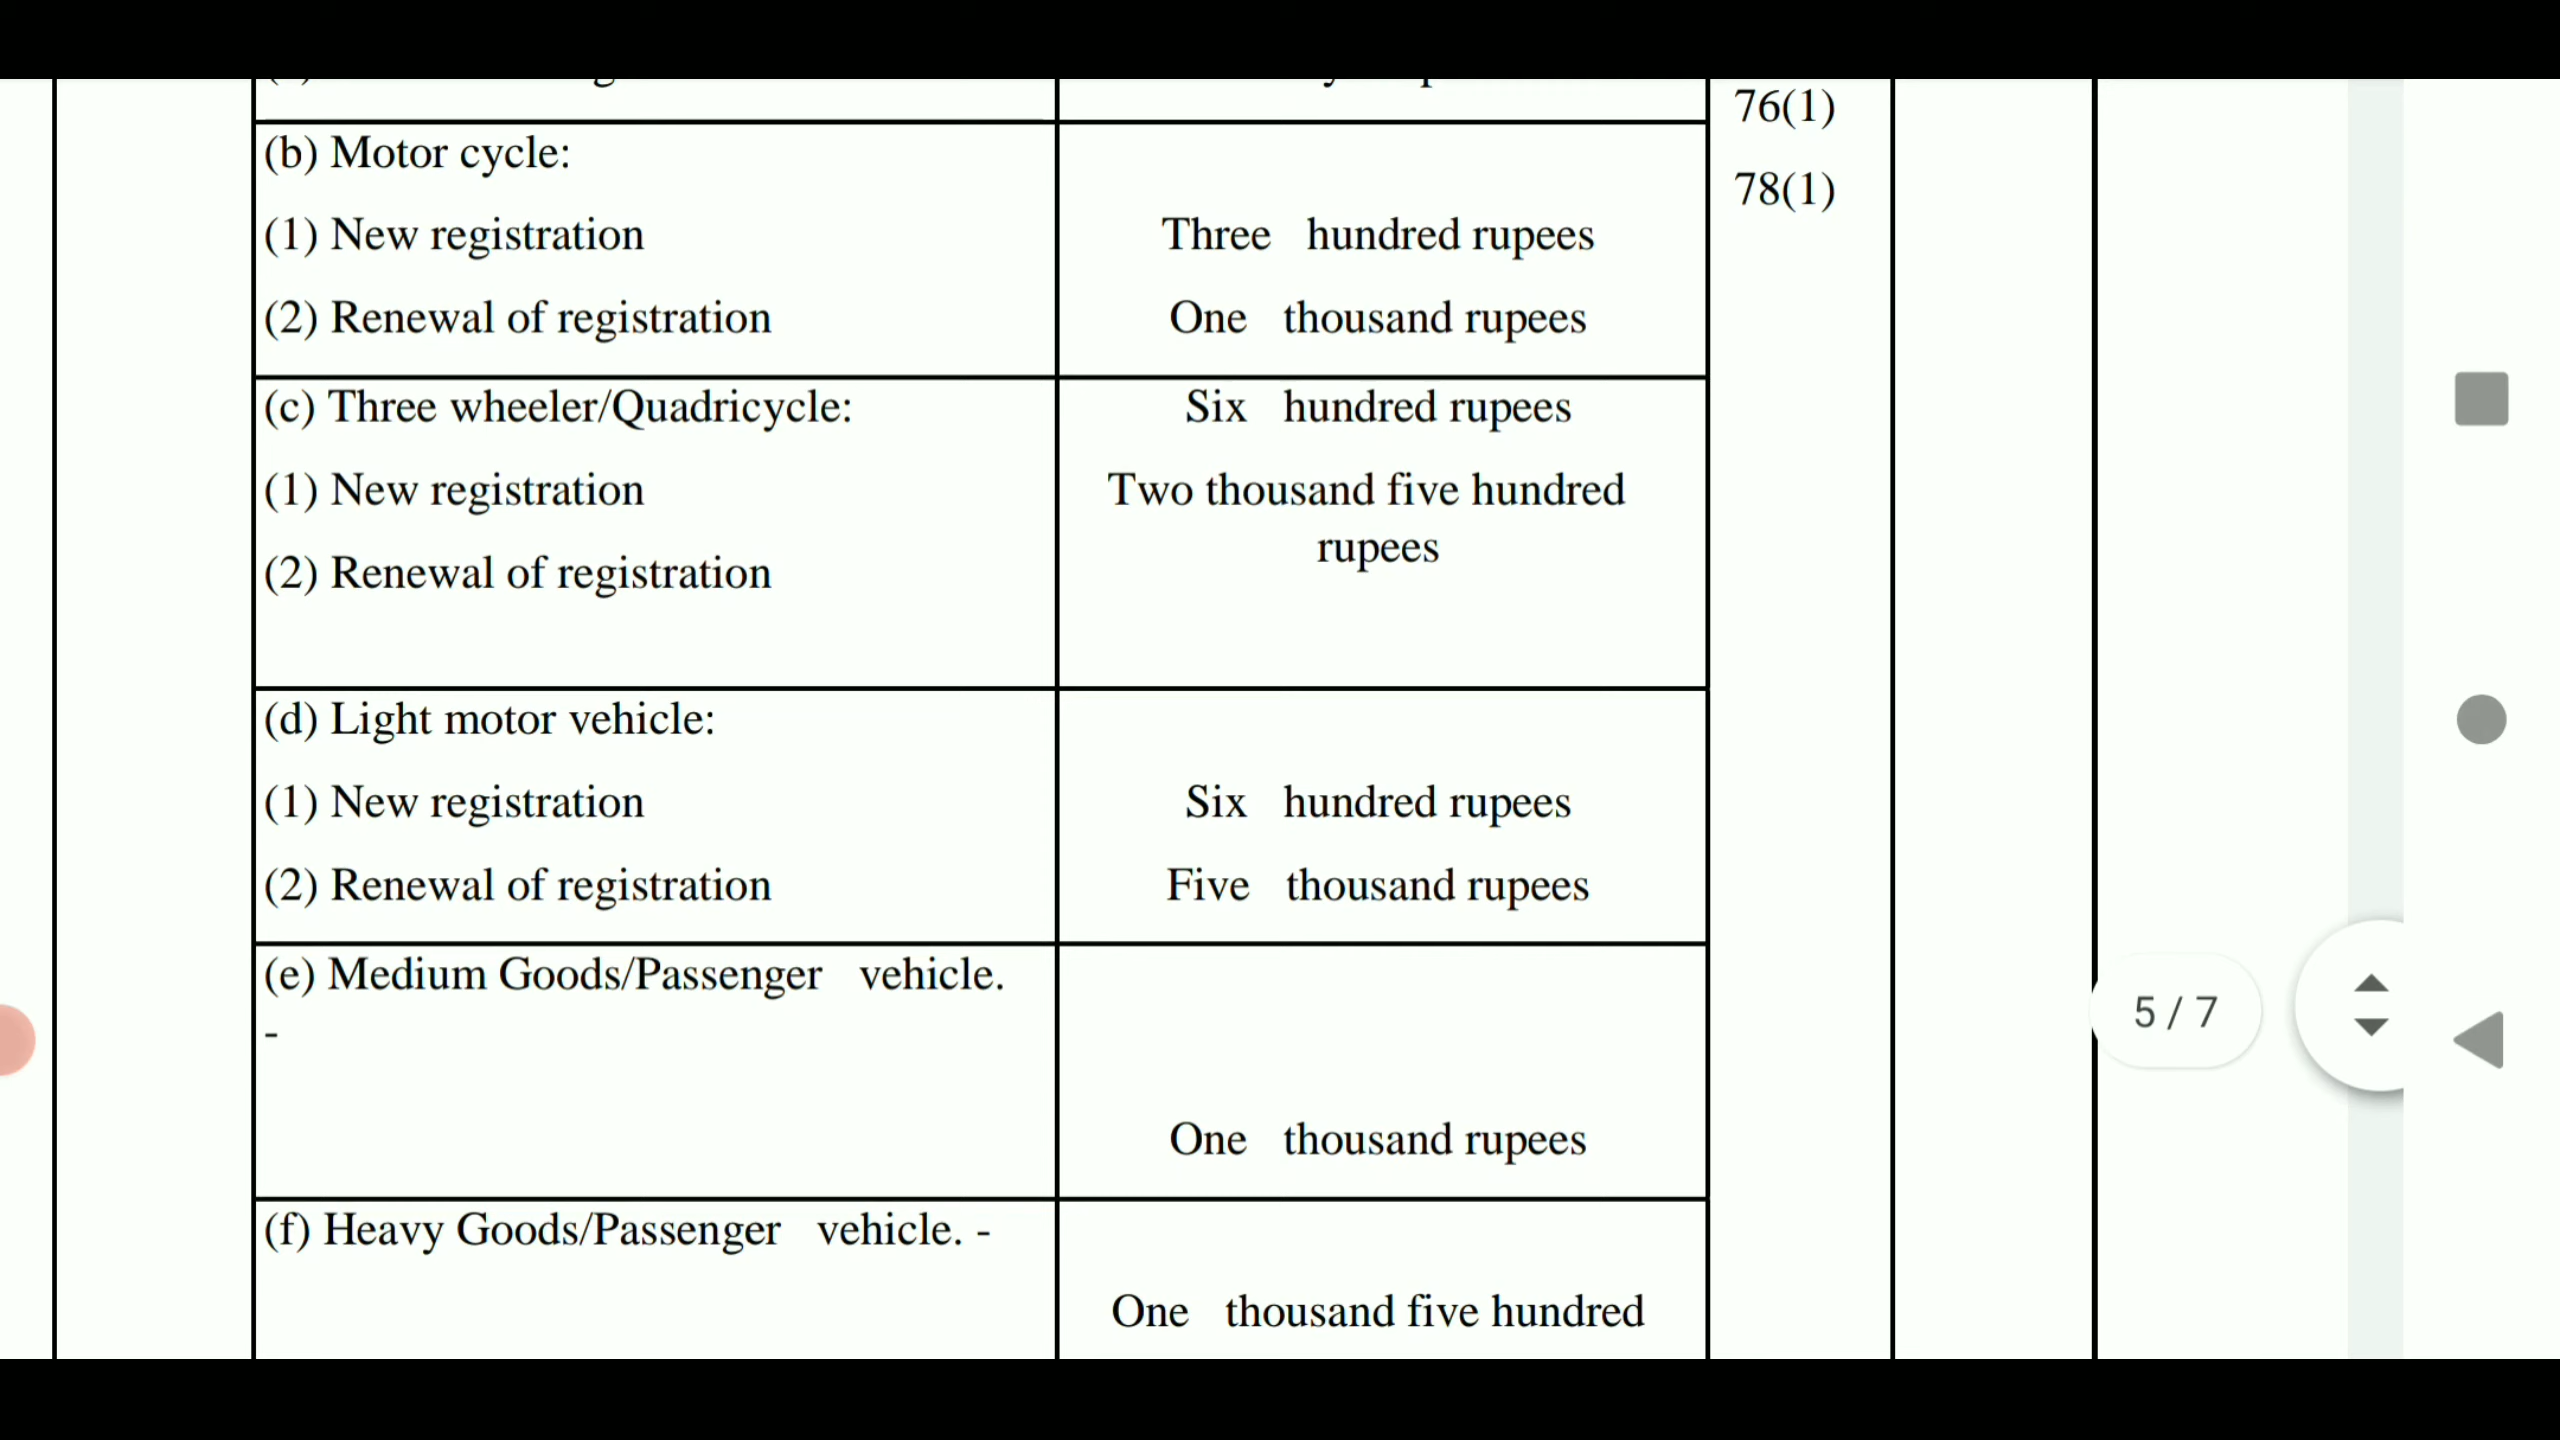 76(1)
(b) Motor cycle:
78(1)
(1) New registration Three hundred rupees
(2) Renewal of registration One thousand rupees
(c) Three wheeler/Quadricycle: Six hundred rupees
(1) New registration Two thousand five hundred
rupees
(2) Renewal of registration
(d) Light motor vehicle:
(1) New registration Six hundred rupees
(2) Renewal of registration Five thousand rupees
(e) Medium Goods/Passenger vehicle.
-
5 / 7
One thousand rupees
(f) Heavy Goods/Passenger vehicle. -
One thousand five hundred